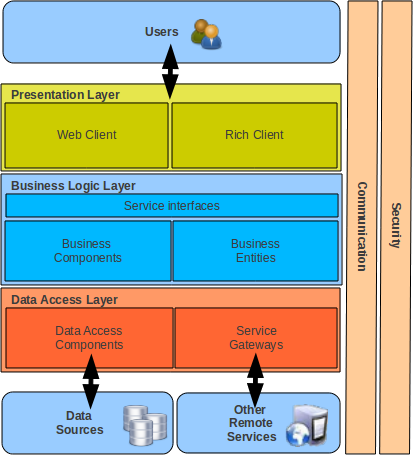 Users
Presentation Layer
Web Client
Rich Client
Business Logic Layer
Service interfaces
Business
Components
Business
Entities
Data Access Layer
Data Access
Components
Service
Gateways
Data
Sources
Other
Remote
Services
Communication
Security